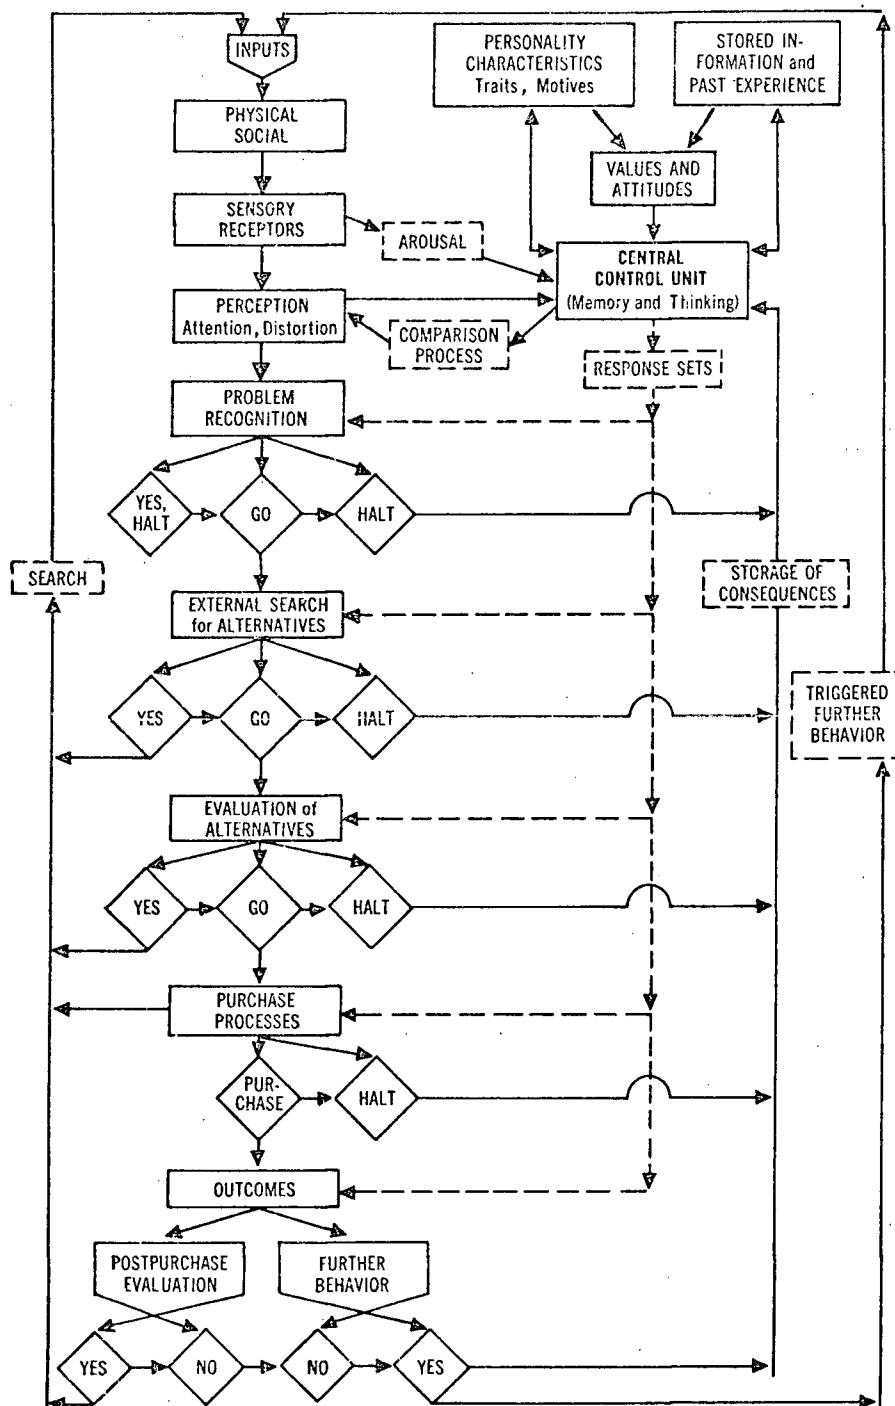 INPUTS
PERSONALITY
CHARACTERISTICS
Traits, Motives
STORED IN-
FORMATION and
PAST EXPERIENCE
PHYSICAL
SOCIAL
VALUES AND
ATTITUDES
SENSORY
RECEPTORS
AROUSAL
CENTRAL
CONTROL UNIT
(Memory and Thinking)
PERCEPTION
Attention, Distortion
COMPARISON
PROCESS
RESPONSE SETS
PROBLEM
RECOGNITION
YES,
HALT
GO
HALT
SEARCH
STORAGE OF
CONSEQUENCES
EXTERNAL SEARCH
for ALTERNATIVES
YES
GO
HALT
TRIGGERED
FURTHER
BEHAVIOR
EVALUATION of
ALTERNATIVES
YES
GO
HALT
PURCHASE
PROCESSES
PUR-
CHASE
HALT
OUTCOMES
POSTPURCHASE
EVALUATION
FURTHER
BEHAVIOR
YES
NO
NO
YES